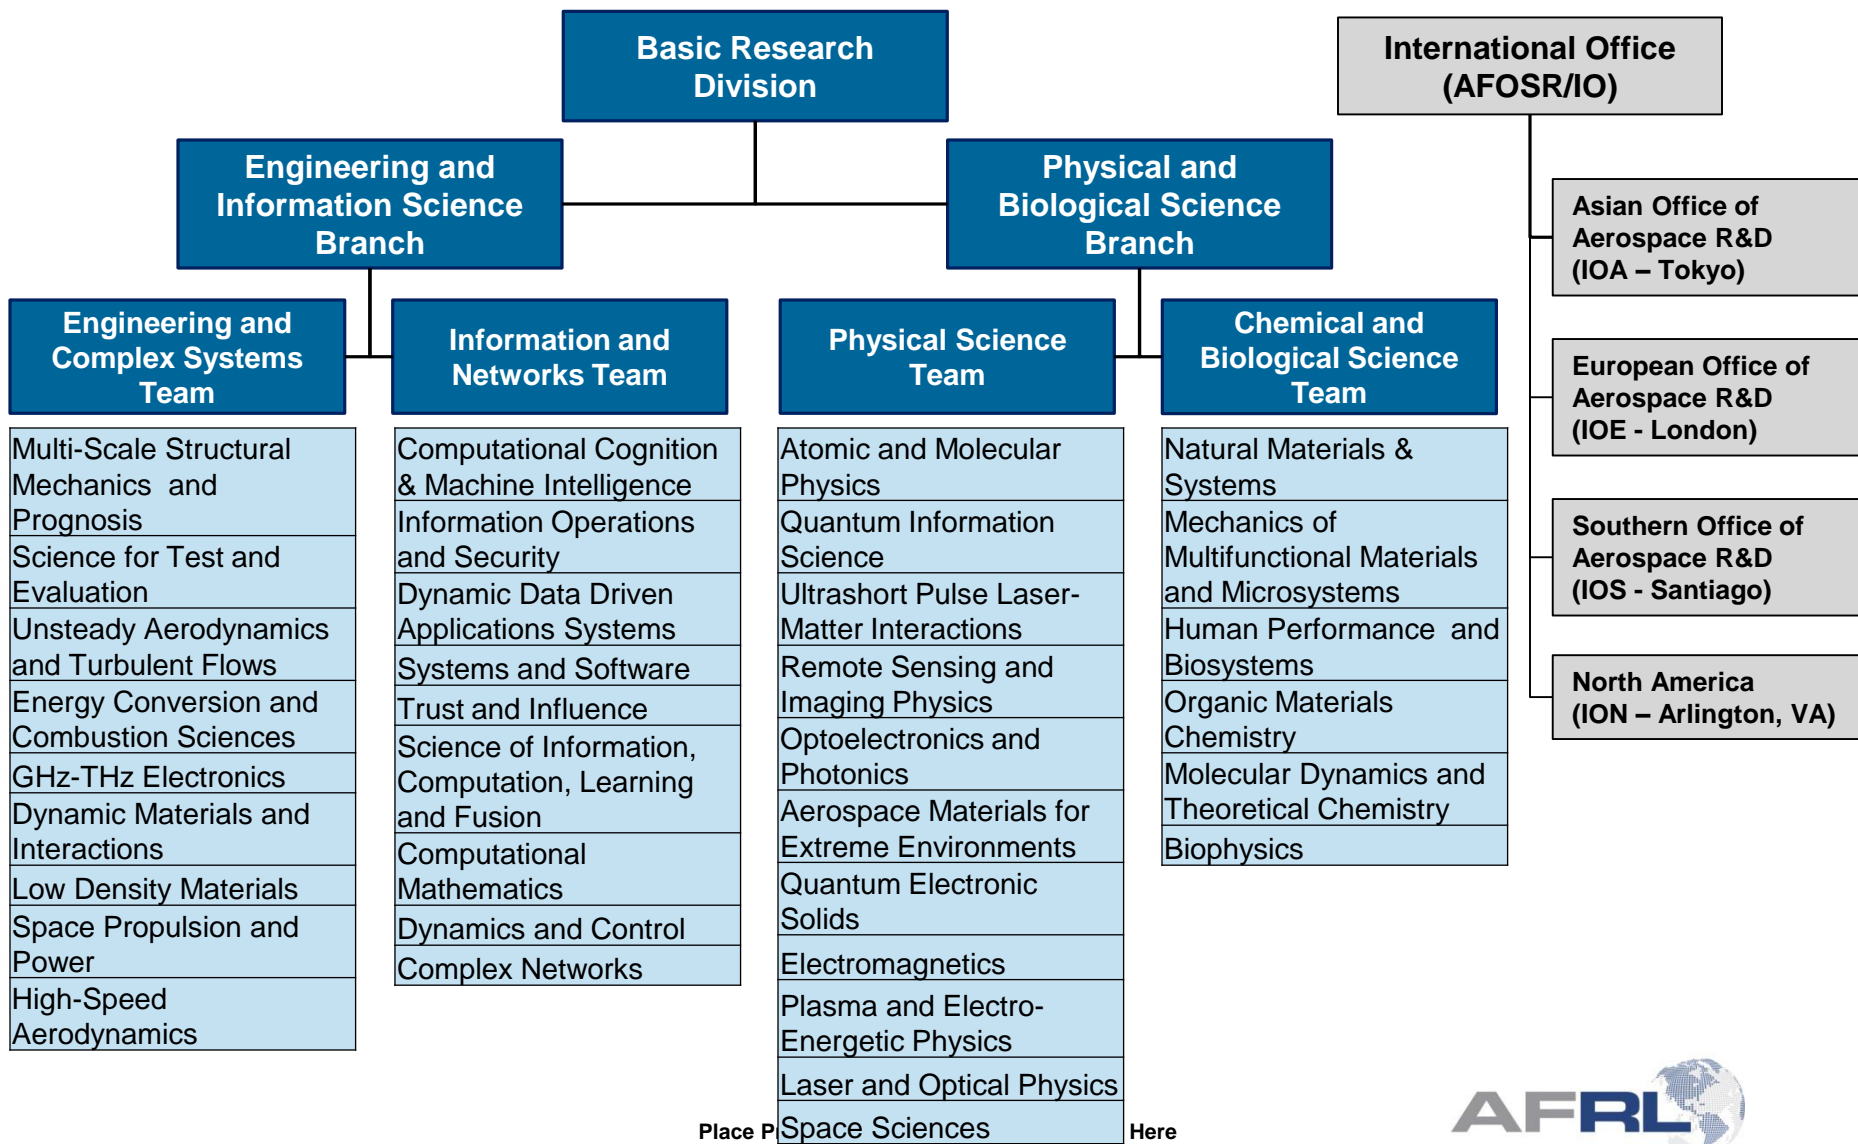 Basic Research
Division
International Office
(AFOSR/IO)
Engineering and
Information Science
Branch
Physical and
Biological Science
Branch
Engineering and
Complex Systems
Team
Multi-Scale Structural
Mechanics and
Prognosis
Science for Test and
Evaluation
Unsteady Aerodynamics
and Turbulent Flows
Energy Conversion and
Combustion Sciences
GHz-THz Electronics
Dynamic Materials and
Interactions
Low Density Materials
Space Propulsion and
Power
High-Speed
Aerodynamics
Information and
Networks Team
Computational Cognition
& Machine Intelligence
Information Operations
and Security
Dynamic Data Driven
Applications Systems
Systems and Software
Trust and Influence
Science of Information,
Computation, Learning
and Fusion
Computational
Mathematics
Dynamics and Control
Complex Networks
Physical Science
Team
Atomic and Molecular
Physics
Quantum Information
Science
Ultrashort Pulse Laser-
Matter Interactions
Remote Sensing and
Imaging Physics
Optoelectronics and
Photonics
Aerospace Materials for
Extreme Environments
Quantum Electronic
Solids
Electromagnetics
Plasma and Electro-
Energetic Physics
Laser and Optical Physics
Space Sciences
Chemical and
Biological Science
Team
Natural Materials &
Systems
Mechanics of
Multifunctional Materials
and Microsystems
Human Performance and
Biosystems
Organic Materials
Chemistry
Molecular Dynamics and
Theoretical Chemistry
Biophysics
Asian Office of
Aerospace R&D
(IOA – Tokyo)
European Office of
Aerospace R&D
(IOE - London)
Southern Office of
Aerospace R&D
(IOS - Santiago)
North America
(ION – Arlington, VA)
Place Here
AFRL